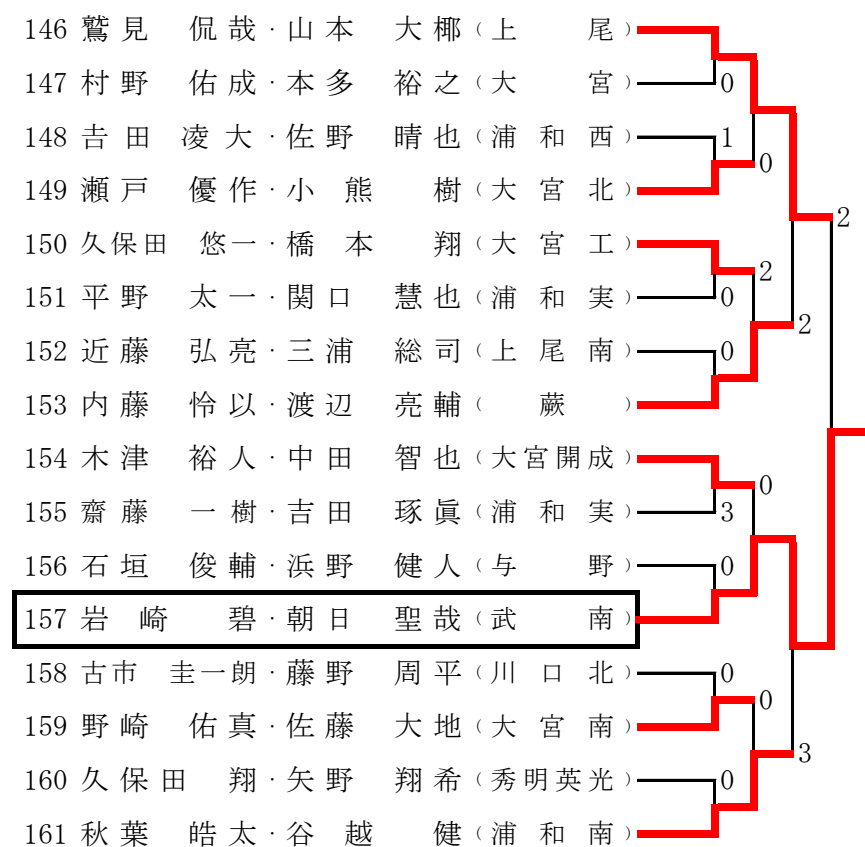 146 鷲見 侃哉・山本 大椰(上尾)
147 村野 佑成・本多 裕之(大宮) 0
148 吉田 凌大・佐野 晴也(浦和西) 1
0
149 瀬戸 優作・小熊 樹(大宮北)
2
150 久保田 悠一・橋本 翔(大宮工)
2
151 平野 太一・関口 慧也(浦和実) 0
2
152 近藤 弘亮・三浦 総司(上尾南) 0
153 内藤 怜以・渡辺 亮輔(蕨)
154 木津 裕人・中田 智也(大宮開成)
0
155 齋藤 一樹・吉田 琢眞(浦和実) 3
156 石垣 俊輔・浜野 健人(与野) 0
157 岩崎 碧・朝日 聖哉(武南)
158 古市 圭一朗・藤野 周平(川口北) 0
0
159 野崎 佑真・佐藤 大地(大宮南)
3
160 久保田 翔・矢野 翔希(秀明英光) 0
161 秋葉 皓太・谷越 健(浦和南)